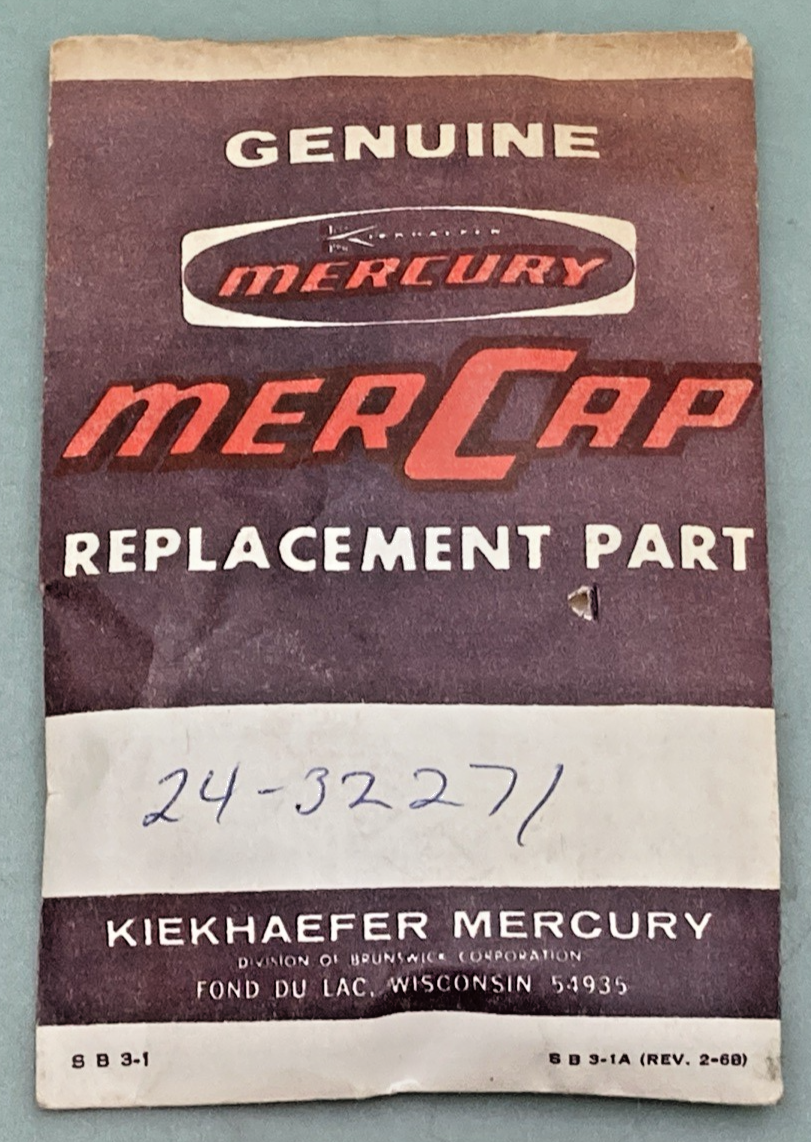 GENUINE
KIEKHAEFER
MERCURY
MERCAP
REPLACEMENT PART
24-32271
KIEKHAEFER MERCURY
DIVISION OF BRUNSWICK CORPORATION
FOND DU LAC, WISCONSIN 54935
S B 3-1
S B 3-1A (REV. 2-68)